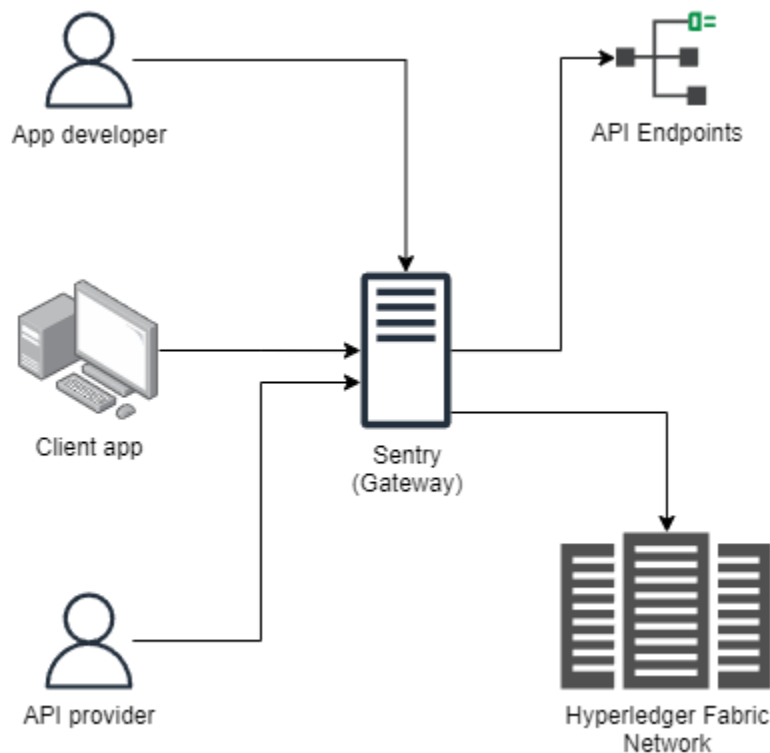 App developer
API Endpoints
Client app
Sentry
(Gateway)
API provider
Hyperledger Fabric
Network